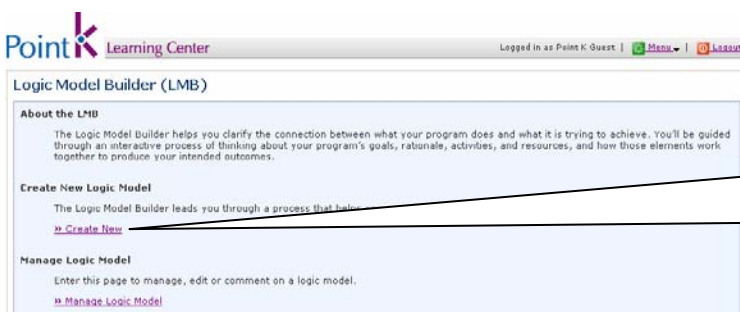 Point K Learning Center
Logged in as Point K Guest | Menu | Logout
Logic Model Builder (LMB)
About the LMB
The Logic Model Builder helps you clarify the connection between what your program does and what it is trying to achieve. You'll be guided
through an interactive process of thinking about your program's goals, rationale, activities, and resources, and how those elements work
together to produce your intended outcomes.
Create New Logic Model
The Logic Model Builder leads you through a process that helps
» Create New
Manage Logic Model
Enter this page to manage, edit or comment on a logic model.
» Manage Logic Model